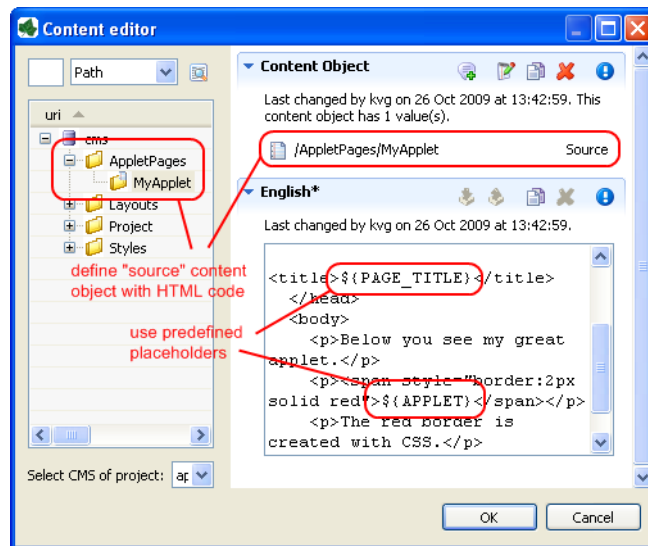 Content editor
Path
uri
cms
AppletPages
MyApplet
Layouts
Project
Styles
define "source" content
object with HTML code
use predefined
placeholders
Select CMS of project:
Content Object
Last changed by kvg on 26 Oct 2009 at 13:42:59. This
content object has 1 value(s).
/AppletPages/MyApplet Source
English*
Last changed by kvg on 26 Oct 2009 at 13:42:59.
<title>${PAGE_TITLE}</title>
</head>
<body>
<p>Below you see my great
applet.</p>
<p><span style="border:2px
solid red">${APPLET}</span></p>
<p>The red border is
created with CSS.</p>
OK Cancel